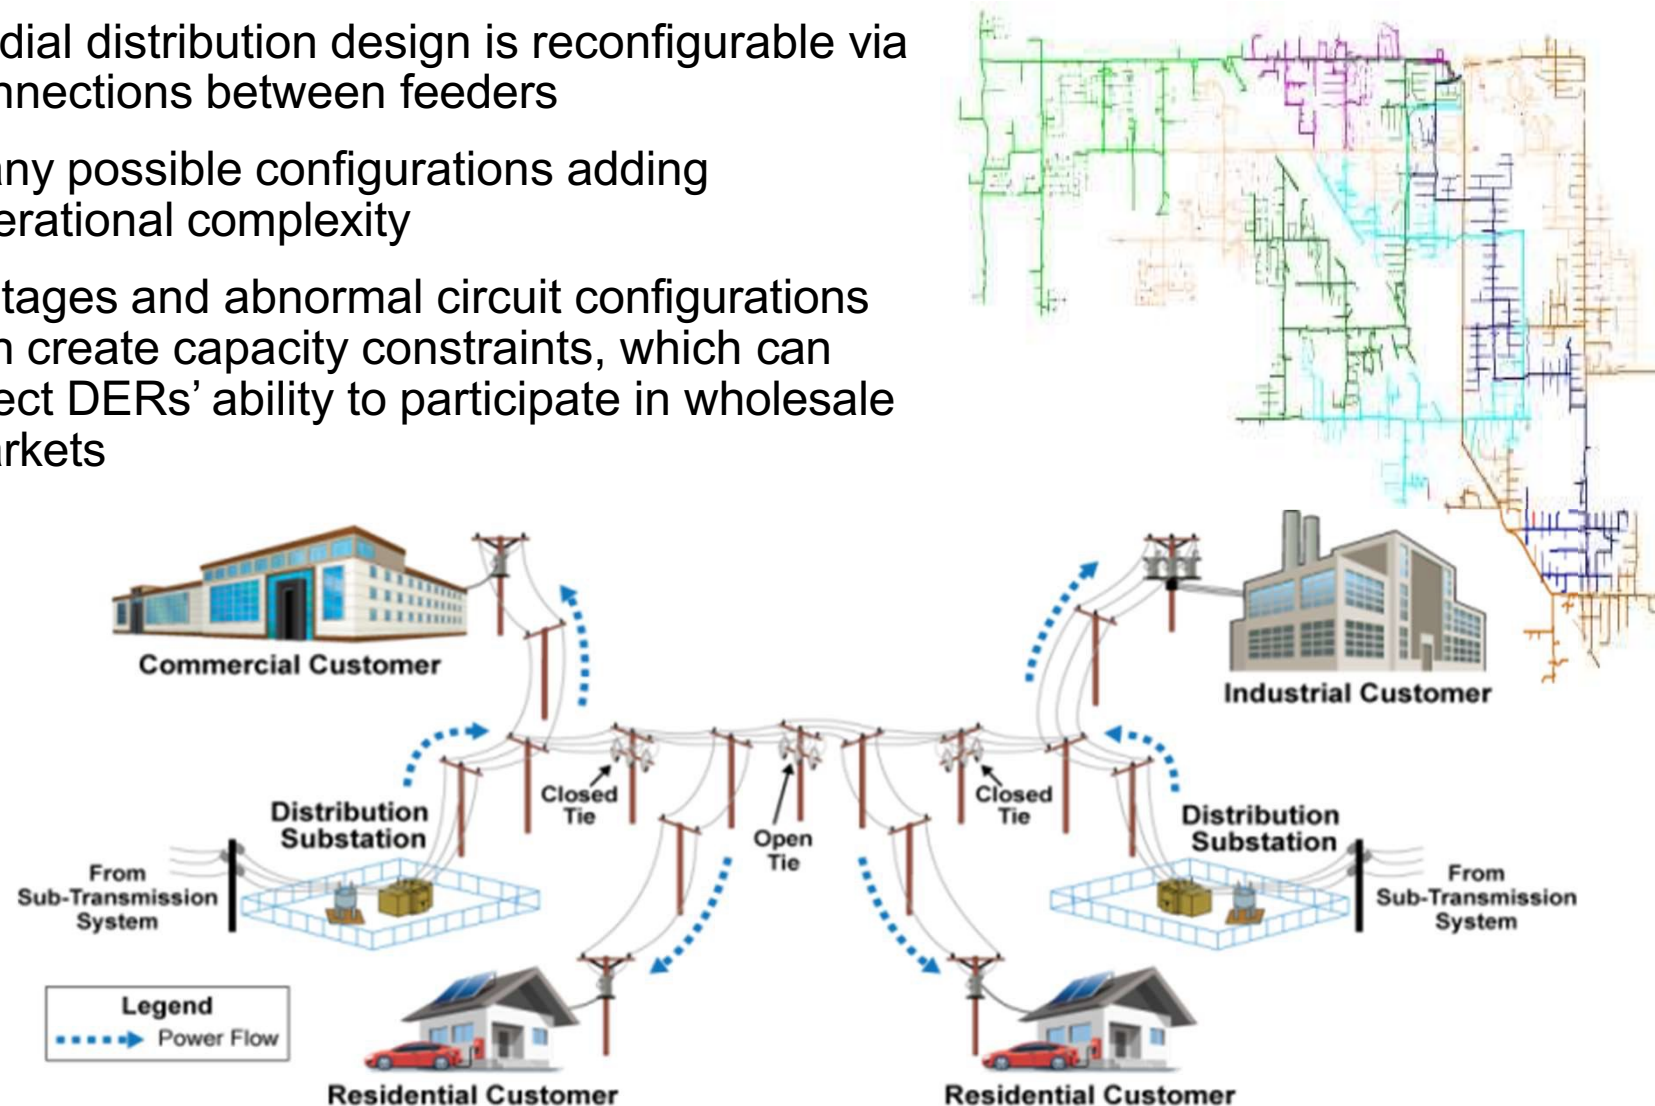 dial distribution design is reconfigurable via
nnections between feeders
any possible configurations adding
erational complexity
tages and abnormal circuit configurations
n create capacity constraints, which can
ect DERs’ ability to participate in wholesale
arkets
Commercial Customer
Industrial Customer
Closed
Tie
Open
Tie
Closed
Tie
Distribution
Substation
Distribution
Substation
From
Sub-Transmission
System
From
Sub-Transmission
System
Legend
Power Flow
Residential Customer
Residential Customer